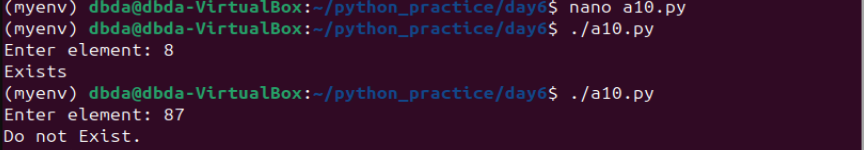 (myenv) dbda@dbda-VirtualBox:~/python_practice/day6$ nano a10.py
(myenv) dbda@dbda-VirtualBox:~/python_practice/day6$ ./a10.py
Enter element: 8
Exists
(myenv) dbda@dbda-VirtualBox:~/python_practice/day6$ ./a10.py
Enter element: 87
Do not Exist.